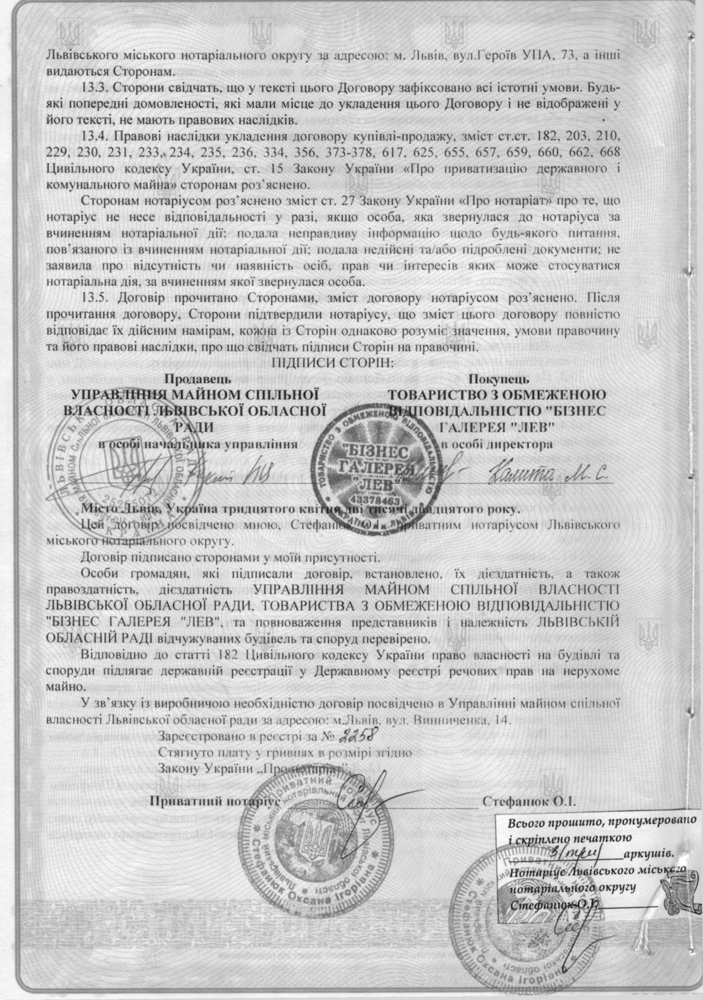 Львівського міського нотаріального округу за адресою: м. Львів, вул.Героїв УПА, 73, а інші
видаються Сторонам.
13.3. Сторони свідчать, що у тексті цього Договору зафіксовано всі істотні умови. Будь-
які попередні домовленості, які мали місце до укладення цього Договору і не відображені у
його тексті, не мають правових наслідків.
13.4. Правові наслідки укладення договору купівлі-продажу, зміст ст.ст. 182, 203, 210,
229, 230, 231, 233, 234, 235, 236, 334, 356, 373-378, 617, 625, 655, 657, 659, 660, 662, 668
Цивільного кодексу України, ст. 15 Закону України «Про приватизацію державного і
комунального майна» сторонам роз’яснено.
Сторонам нотаріусом роз’яснено зміст ст. 27 Закону України «Про нотаріат» про те, що
нотаріус не несе відповідальності у разі, якщо особа, яка звернулася до нотаріуса за
вчиненням нотаріальної дії: подала неправдиву інформацію щодо будь-якого питання,
пов’язаного із вчиненням нотаріальної дії; подала недійсні та/або підроблені документи; не
заявила про відсутність чи наявність осіб, прав чи інтересів яких може стосуватися
нотаріальна дія, за вчиненням якої звернулася особа.
13.5. Договір прочитано Сторонами, зміст договору нотаріусом роз’яснено. Після
прочитання договору, Сторони підтвердили нотаріусу, що зміст цього договору повністю
відповідає їх дійсним намірам, кожна із Сторін однаково розуміє значення, умови правочину
та його правові наслідки, про що свідчать підписи Сторін на правочині.
ПІДПИСИ СТОРІН:
Продавець
УПРАВЛІННЯ МАЙНОМ СПІЛЬНОЇ
ВЛАСНОСТІ ЛЬВІВСЬКОЇ ОБЛАСНОЇ
РАДИ
в особі начальника управління
Покупець
ТОВАРИСТВО З ОБМЕЖЕНОЮ
ВІДПОВІДАЛЬНІСТЮ "БІЗНЕС
ГАЛЕРЕЯ "ЛЕВ"
в особі директора
Калита М. С.
ТОВАРИСТВО З ОБМЕЖЕНОЮ ВІДПОВІДАЛЬНІСТЮ
"БІЗНЕС
ГАЛЕРЕЯ
"ЛЕВ"
43378463
Місто Львів, Україна тридцятого квітня дві тисячі двадцятого року.
Цей договір посвідчено мною, Стефанюк О.І., приватним нотаріусом Львівського
міського нотаріального округу.
Договір підписано сторонами у моїй присутності.
Особи громадян, які підписали договір, встановлено, їх дієздатність, а також
правоздатність, дієздатність УПРАВЛІННЯ МАЙНОМ СПІЛЬНОЇ ВЛАСНОСТІ
ЛЬВІВСЬКОЇ ОБЛАСНОЇ РАДИ, ТОВАРИСТВА З ОБМЕЖЕНОЮ ВІДПОВІДАЛЬНІСТЮ
"БІЗНЕС ГАЛЕРЕЯ "ЛЕВ", та повноваження представників і належність ЛЬВІВСЬКІЙ
ОБЛАСНІЙ РАДІ відчужуваних будівель та споруд перевірено.
Відповідно до статті 182 Цивільного кодексу України право власності на будівлі та
споруди підлягає державній реєстрації у Державному реєстрі речових прав на нерухоме
майно.
У зв’язку із виробничою необхідністю договір посвідчено в Управлінні майном спільної
власності Львівської обласної ради за адресою: м.Львів, вул. Винниченка, 14.
Зареєстровано в реєстрі за № 2258
Стягнуто плату у гривнях в розмірі згідно
Закону України „Про нотаріат”.
Приватний нотаріус Стефанюк О.І.
Приватний нотаріус
Львівський міський нотаріальний округ Львівської області
Стефанюк Оксана Ігорівна
Всього прошито, пронумеровано
і скріплено печаткою
3/три/ аркушів.
Нотаріус Львівського міського
нотаріального округу
Стефанюк О.І.
Стефанюк Оксана Ігорівна